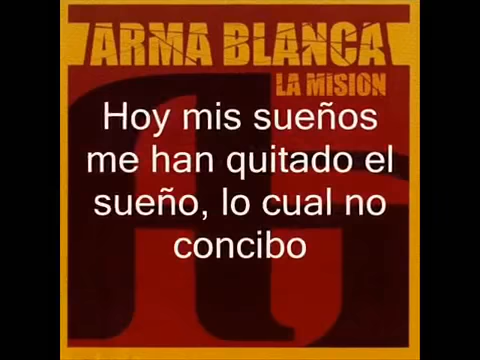 ARMA BLANCA
LA MISION
Hoy mis sueños
me han quitado el
sueño, lo cual no
concibo